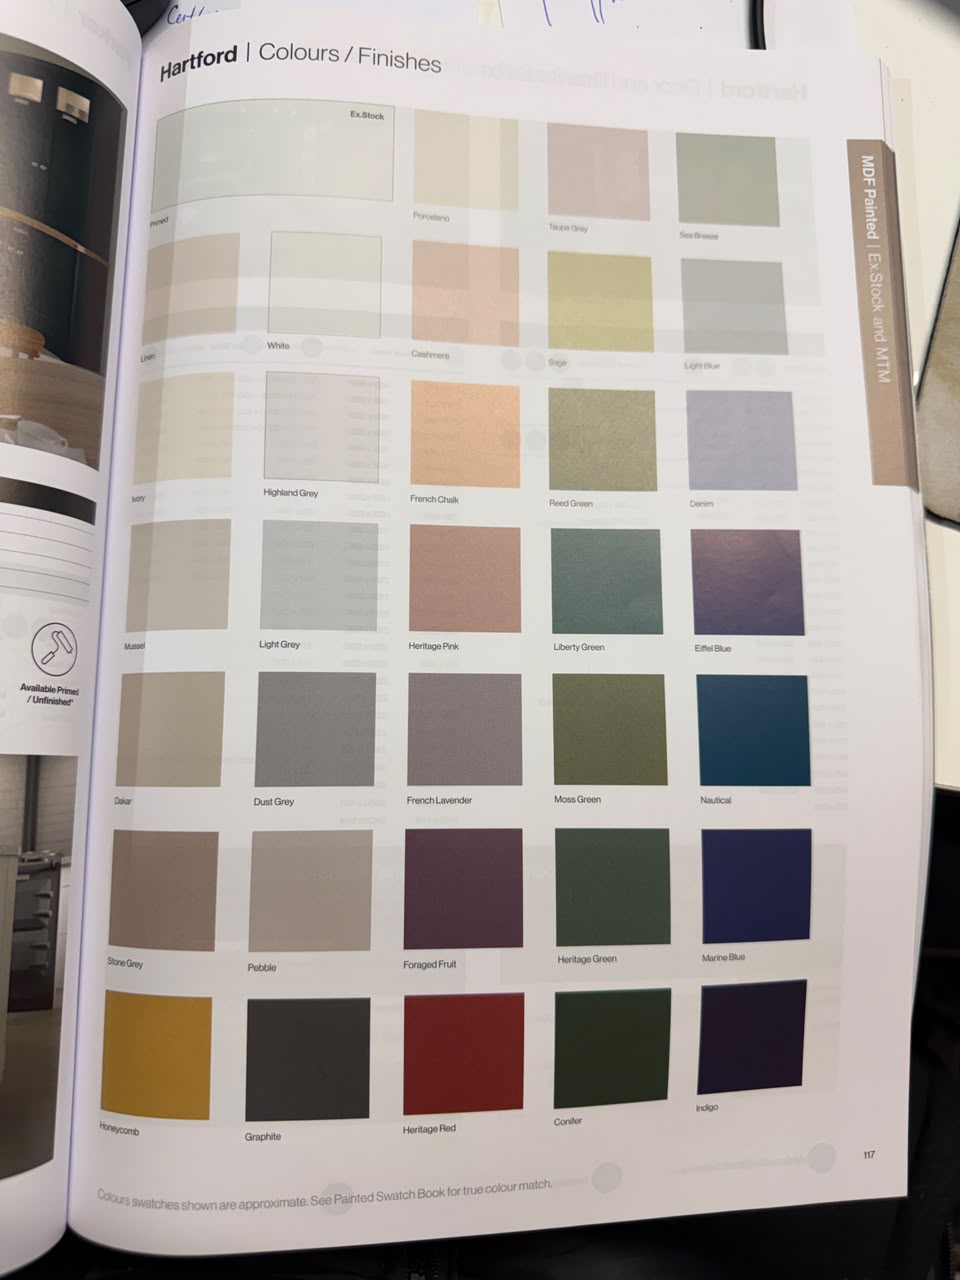 Hartford | Colours / Finishes
Ex.Stock
Primed
Porcelano
Taupe Grey
Sea Breeze
Linen
White
Cashmere
Sage
Light Blue
Ivory
Highland Grey
French Chalk
Reed Green
Denim
Mussel
Light Grey
Heritage Pink
Liberty Green
Eiffel Blue
Dakar
Dust Grey
French Lavender
Moss Green
Nautical
Stone Grey
Pebble
Foraged Fruit
Heritage Green
Marine Blue
Honeycomb
Graphite
Heritage Red
Conifer
Indigo
Colours swatches shown are approximate. See Painted Swatch Book for true colour match.
117
MDF Painted | Ex.Stock and MTM
Available Primed
/ Unfinished*